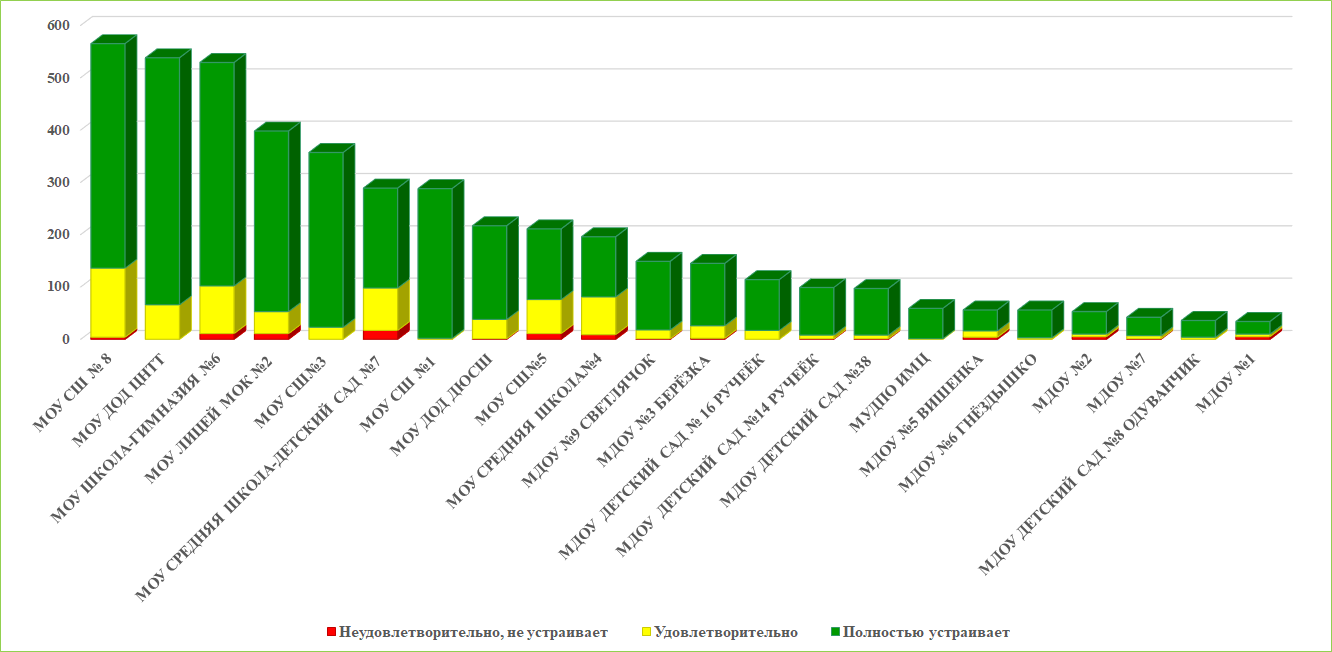 600
500
400
300
200
100
0
МОУ СШ № 8
МОУ ДОД ЦНТТ
МОУ ШКОЛА-ГИМНАЗИЯ №6
МОУ ЛИЦЕЙ МОК №2
МОУ СШ№3
МОУ СРЕДНЯЯ ШКОЛА-ДЕТСКИЙ САД №7
МОУ СШ №1
МОУ ДОД ДЮСШ
МОУ СШ№5
МОУ СРЕДНЯЯ ШКОЛА№4
МДОУ №9 СВЕТЛЯЧОК
МДОУ №3 БЕРЁЗКА
МДОУ ДЕТСКИЙ САД № 16 РУЧЕЁК
МДОУ ДЕТСКИЙ САД №14 РУЧЕЁК
МДОУ ДЕТСКИЙ САД №38
МУДПО ИМЦ
МДОУ №5 ВИШЕНКА
МДОУ №6 ГНЁЗДЫШКО
МДОУ №2
МДОУ №7
МДОУ ДЕТСКИЙ САД №8 ОДУВАНЧИК
МДОУ №1
Неудовлетворительно, не устраивает
Удовлетворительно
Полностью устраивает